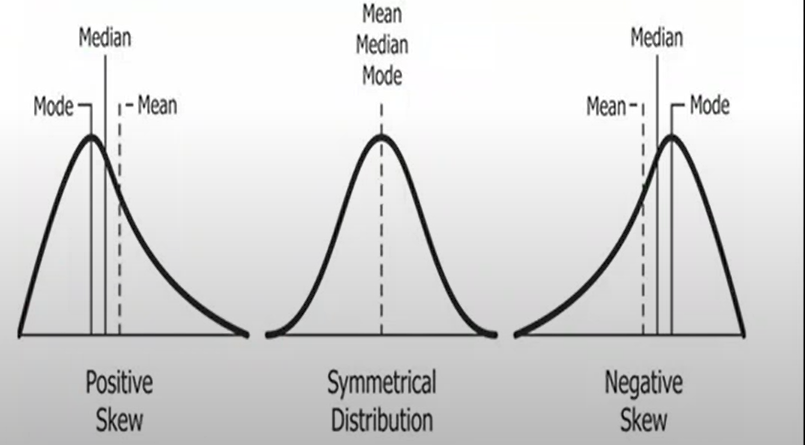 Median
Mode
Mean
Mean
Median
Mode
Median
Mean
Mode
Positive
Skew
Symmetrical
Distribution
Negative
Skew